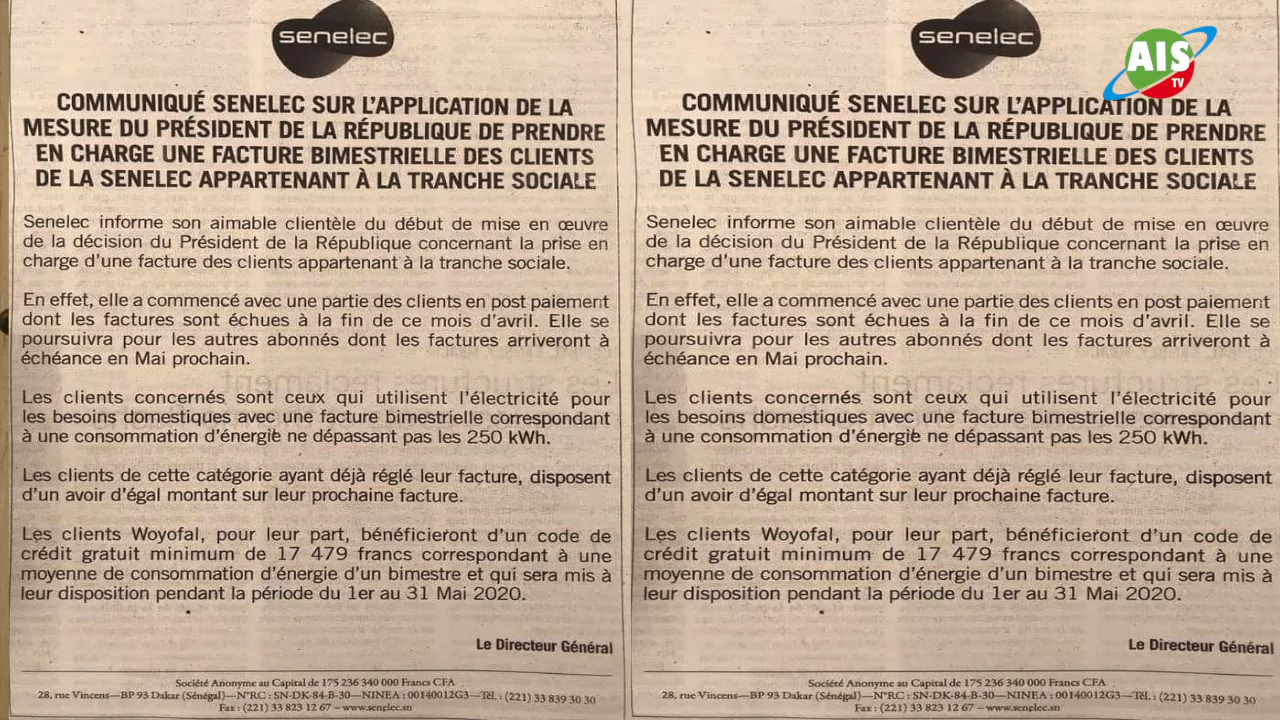 senelec
COMMUNIQUÉ SENELEC SUR L'APPLICATION DE LA
MESURE DU PRÉSIDENT DE LA RÉPUBLIQUE DE PRENDRE
EN CHARGE UNE FACTURE BIMESTRIELLE DES CLIENTS
DE LA SENELEC APPARTENANT À LA TRANCHE SOCIALE
Senelec informe son aimable clientèle du début de mise en œuvre
de la décision du Président de la République concernant la prise en
charge d'une facture des clients appartenant à la tranche sociale.
En effet, elle a commencé avec une partie des clients en post paiement
dont les factures sont échues à la fin de ce mois d'avril. Elle se
poursuivra pour les autres abonnés dont les factures arriveront à
échéance en Mai prochain.
Les clients concernés sont ceux qui utilisent l'électricité pour
les besoins domestiques avec une facture bimestrielle correspondant
à une consommation d'énergie ne dépassant pas les 250 kWh.
Les clients de cette catégorie ayant déjà réglé leur facture, disposent
d'un avoir d'égal montant sur leur prochaine facture.
Les clients Woyofal, pour leur part, bénéficieront d'un code de
crédit gratuit minimum de 17 479 francs correspondant à une
moyenne de consommation d'énergie d'un bimestre et qui sera mis à
leur disposition pendant la période du 1er au 31 Mai 2020.
Le Directeur Général
Société Anonyme au Capital de 175 236 340 000 Francs CFA
28, rue Vincens—BP 93 Dakar (Sénégal)—N°RC : SN-DK-84-B-30—NINEA : 00140012G3—Tél. : (221) 33 839 30 30
Fax : (221) 33 823 12 67 – www.senelec.sn
senelec
AIS
TV
COMMUNIQUÉ SENELEC SUR L'APPLICATION DE LA
MESURE DU PRÉSIDENT DE LA RÉPUBLIQUE DE PRENDRE
EN CHARGE UNE FACTURE BIMESTRIELLE DES CLIENTS
DE LA SENELEC APPARTENANT À LA TRANCHE SOCIALE
Senelec informe son aimable clientèle du début de mise en œuvre
de la décision du Président de la République concernant la prise en
charge d'une facture des clients appartenant à la tranche sociale.
En effet, elle a commencé avec une partie des clients en post paiement
dont les factures sont échues à la fin de ce mois d'avril. Elle se
poursuivra pour les autres abonnés dont les factures arriveront à
échéance en Mai prochain.
Les clients concernés sont ceux qui utilisent l'électricité pour
les besoins domestiques avec une facture bimestrielle correspondant
à une consommation d'énergie ne dépassant pas les 250 kWh.
Les clients de cette catégorie ayant déjà réglé leur facture, disposent
d'un avoir d'égal montant sur leur prochaine facture.
Les clients Woyofal, pour leur part, bénéficieront d'un code de
crédit gratuit minimum de 17 479 francs correspondant à une
moyenne de consommation d'énergie d'un bimestre et qui sera mis à
leur disposition pendant la période du 1er au 31 Mai 2020.
Le Directeur Général
Société Anonyme au Capital de 175 236 340 000 Francs CFA
28, rue Vincens—BP 93 Dakar (Sénégal)—N°RC : SN-DK-84-B-30—NINEA : 00140012G3—Tél. : (221) 33 839 30 30
Fax : (221) 33 823 12 67 – www.senelec.sn